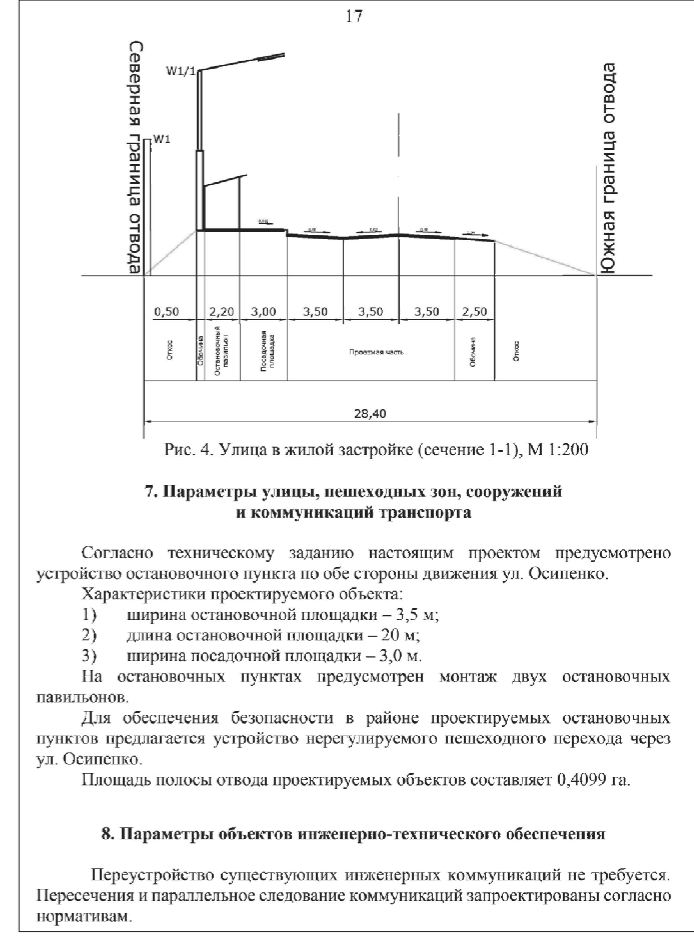 17
Северная граница отвода
W1/1
W1
Южная граница отвода
0,50 2,20 3,00 3,50 3,50 3,50 2,50
Откос
Обочина
Остановочный павильон
Посадочная площадка
Проезжая часть
Обочина
Откос
28,40
Рис. 4. Улица в жилой застройке (сечение 1-1), М 1:200
7. Параметры улицы, пешеходных зон, сооружений
и коммуникаций транспорта
Согласно техническому заданию настоящим проектом предусмотрено
устройство остановочного пункта по обе стороны движения ул. Осипенко.
Характеристики проектируемого объекта:
1) ширина остановочной площадки – 3,5 м;
2) длина остановочной площадки – 20 м;
3) ширина посадочной площадки – 3,0 м.
На остановочных пунктах предусмотрен монтаж двух остановочных
павильонов.
Для обеспечения безопасности в районе проектируемых остановочных
пунктов предлагается устройство нерегулируемого пешеходного перехода через
ул. Осипенко.
Площадь полосы отвода проектируемых объектов составляет 0,4099 га.
8. Параметры объектов инженерно-технического обеспечения
Переустройство существующих инженерных коммуникаций не требуется.
Пересечения и параллельное следование коммуникаций запроектированы согласно
нормативам.